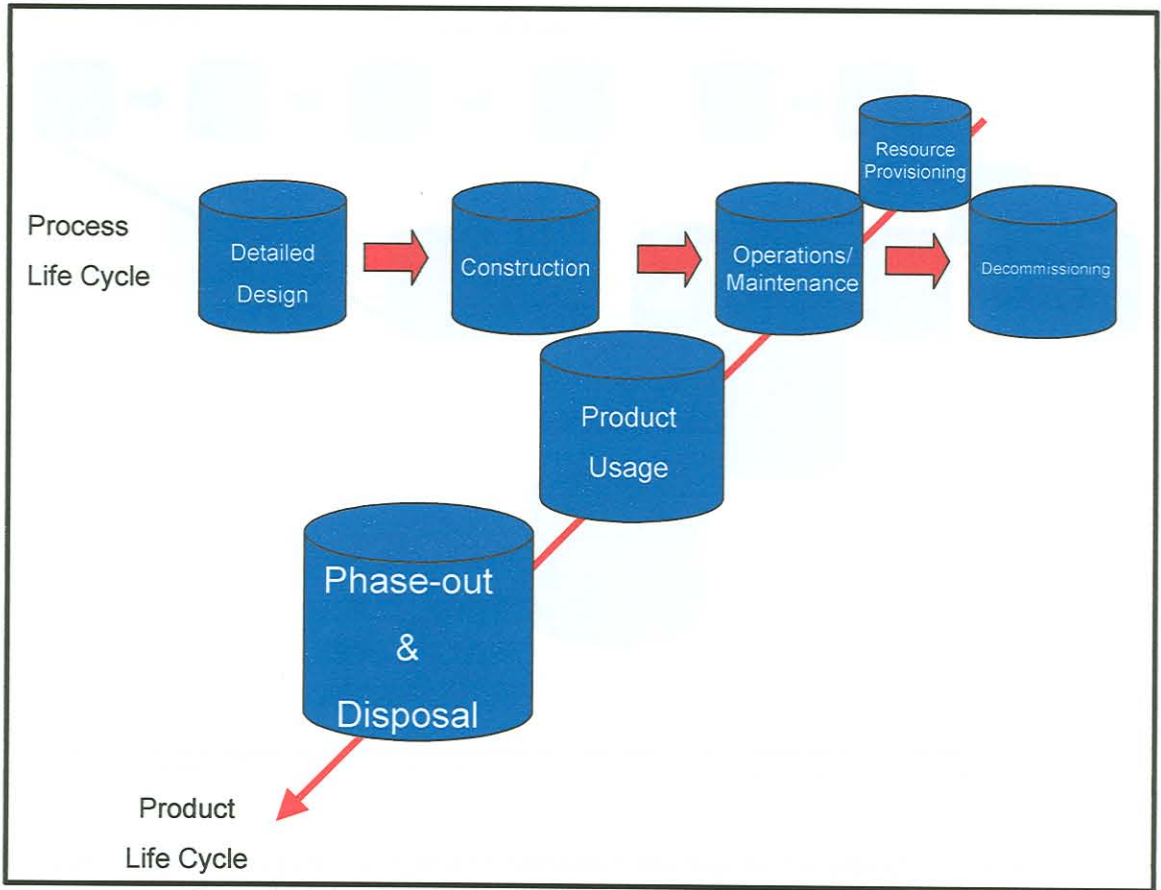 Process
Life Cycle
Detailed
Design
Construction
Operations/
Maintenance
Resource
Provisioning
Decommissioning
Product
Usage
Phase-out
&
Disposal
Product
Life Cycle